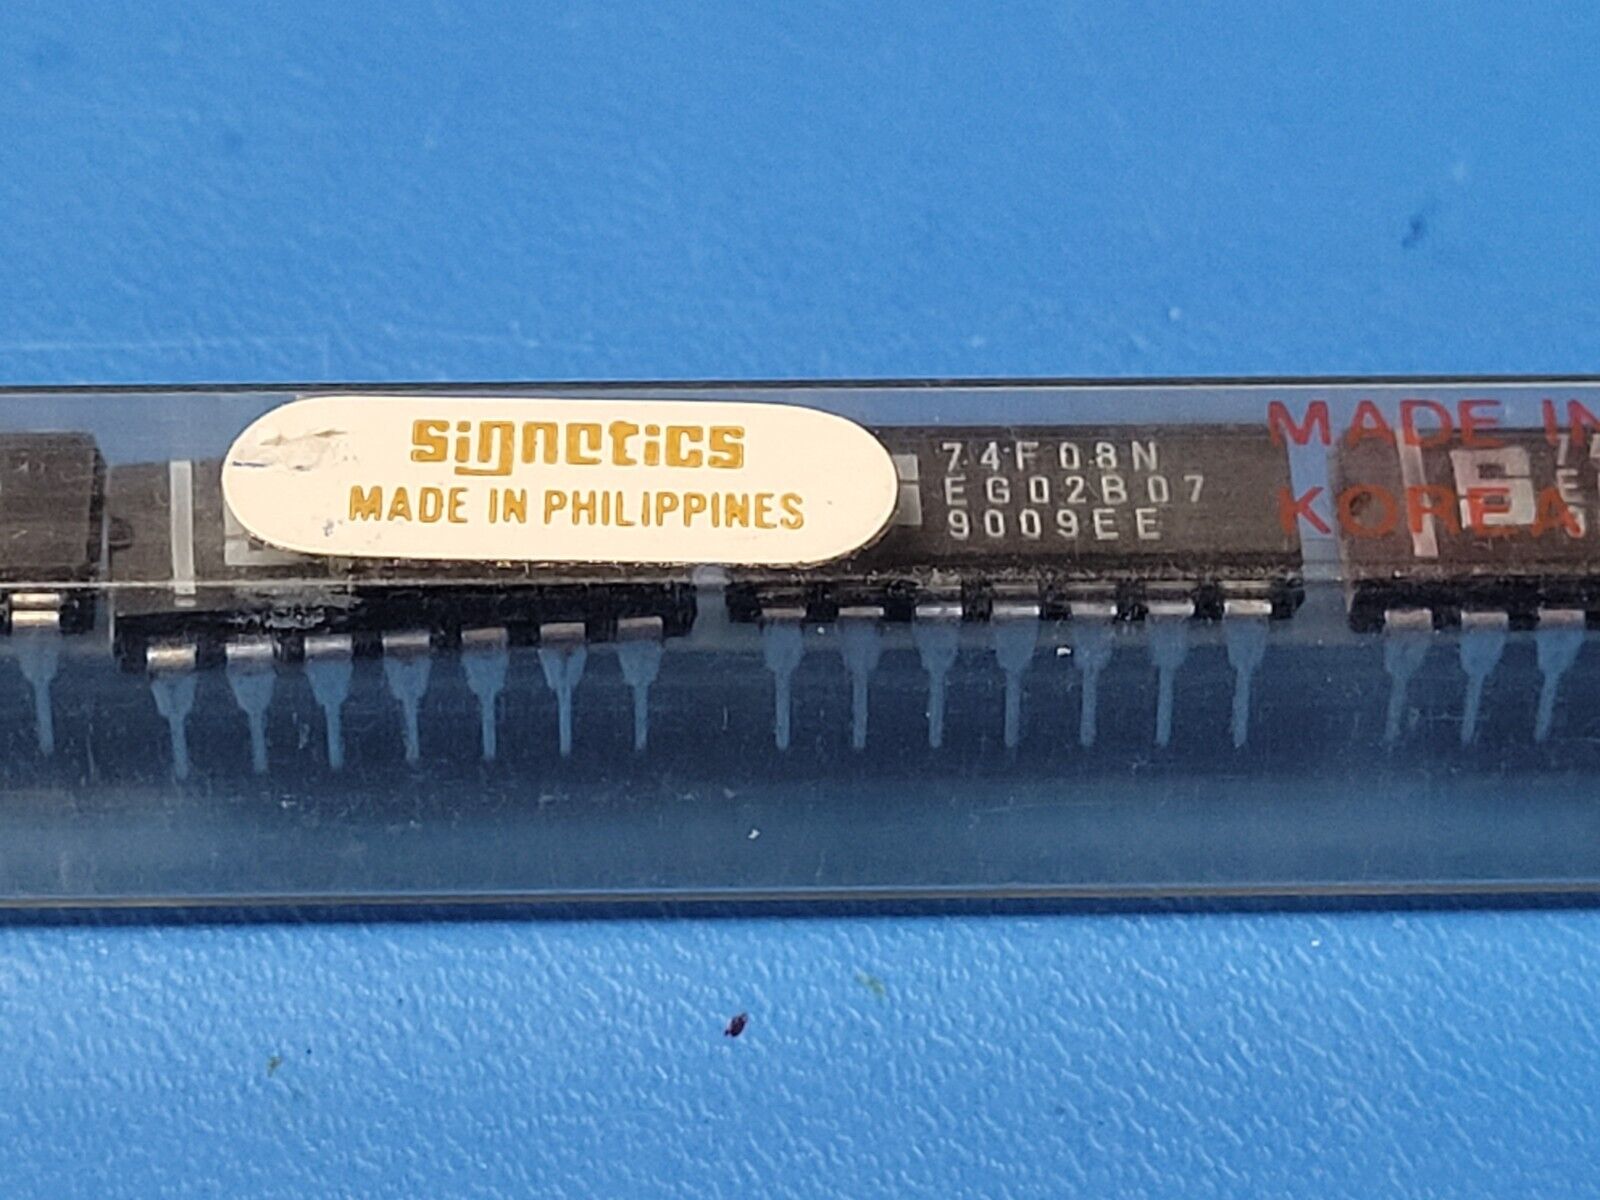 signetics
MADE IN PHILIPPINES
74F08N
EG02B07
9009EE
MADE IN
KOREA
S